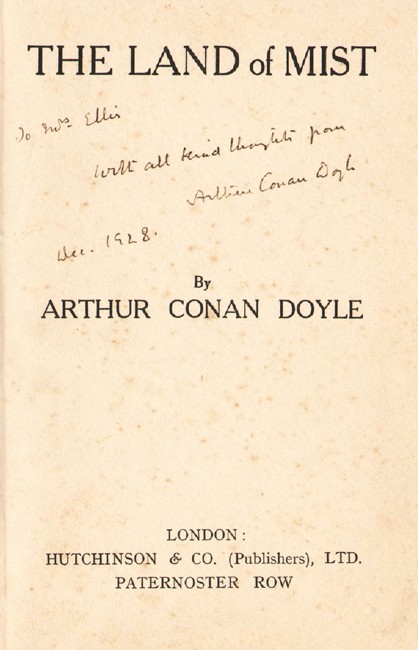 THE LAND of MIST
To Mrs Ellis
With all kind thoughts from
Arthur Conan Doyle
Dec. 1928.
By
ARTHUR CONAN DOYLE
LONDON:
HUTCHINSON & CO. (Publishers), LTD.
PATERNOSTER ROW